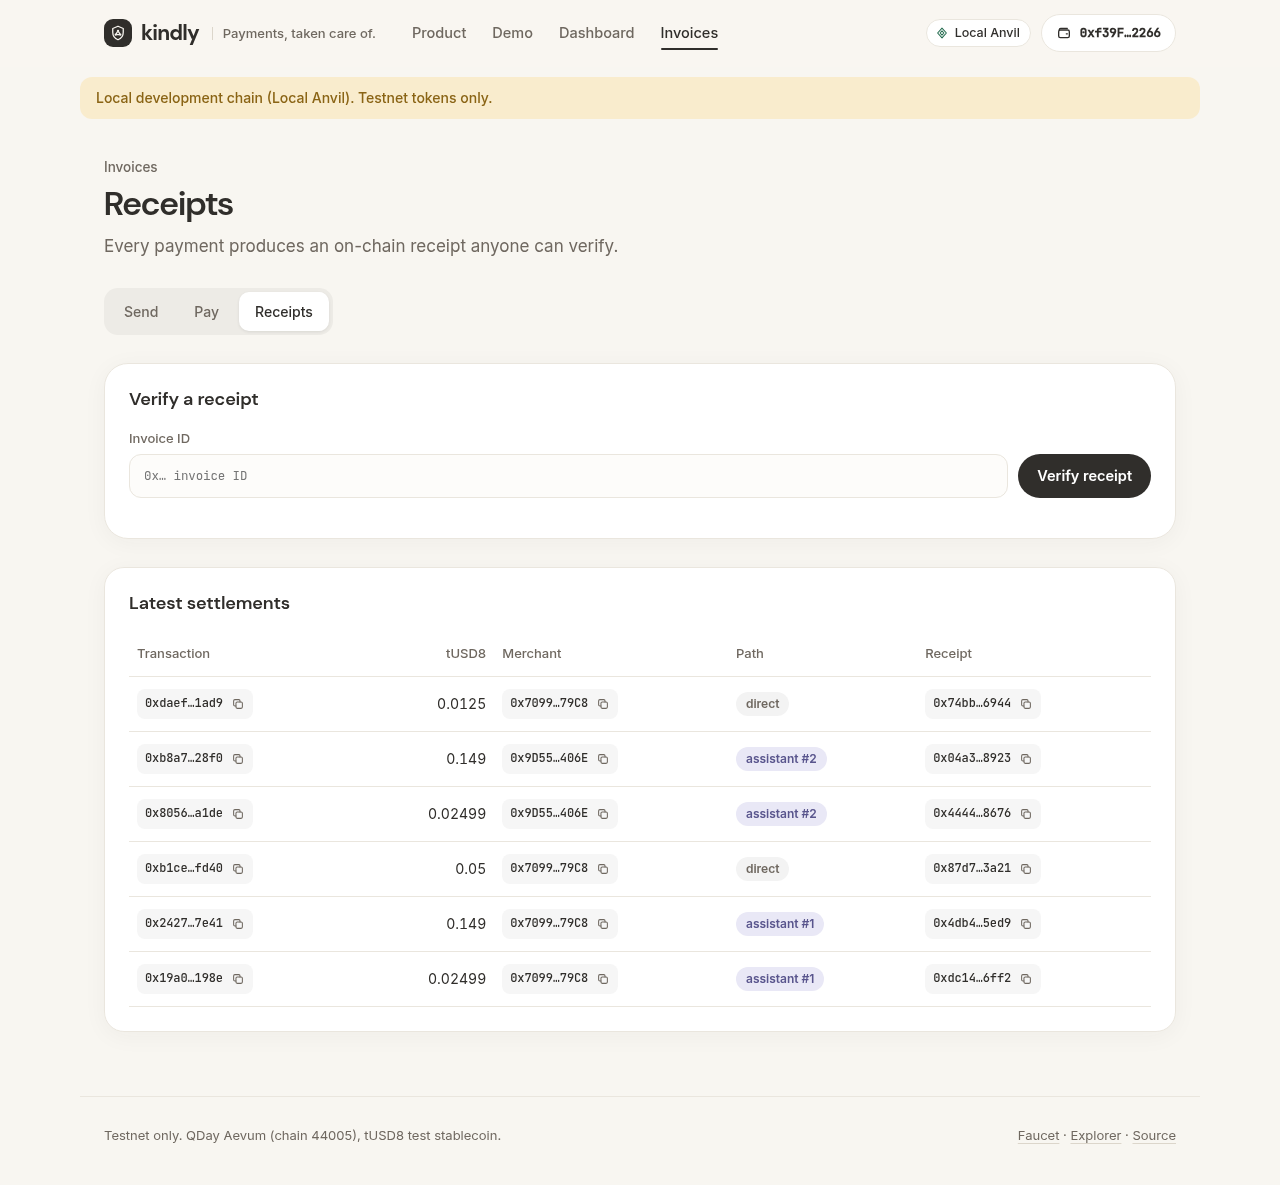 kindly Payments, taken care of. Product Demo Dashboard Invoices Local Anvil 0xf39F…2266
Local development chain (Local Anvil). Testnet tokens only.
Invoices
Receipts
Every payment produces an on-chain receipt anyone can verify.
Send Pay Receipts
Verify a receipt
Invoice ID
0x… invoice ID Verify receipt
Latest settlements
Transaction tUSD8 Merchant Path Receipt
0xdaef…1ad9 0.0125 0x7099…79C8 direct 0x74bb…6944
0xb8a7…28f0 0.149 0x9D55…406E assistant #2 0x04a3…8923
0x8056…a1de 0.02499 0x9D55…406E assistant #2 0x4444…8676
0xb1ce…fd40 0.05 0x7099…79C8 direct 0x87d7…3a21
0x2427…7e41 0.149 0x7099…79C8 assistant #1 0x4db4…5ed9
0x19a0…198e 0.02499 0x7099…79C8 assistant #1 0xdc14…6ff2
Testnet only. QDay Aevum (chain 44005), tUSD8 test stablecoin. Faucet · Explorer · Source